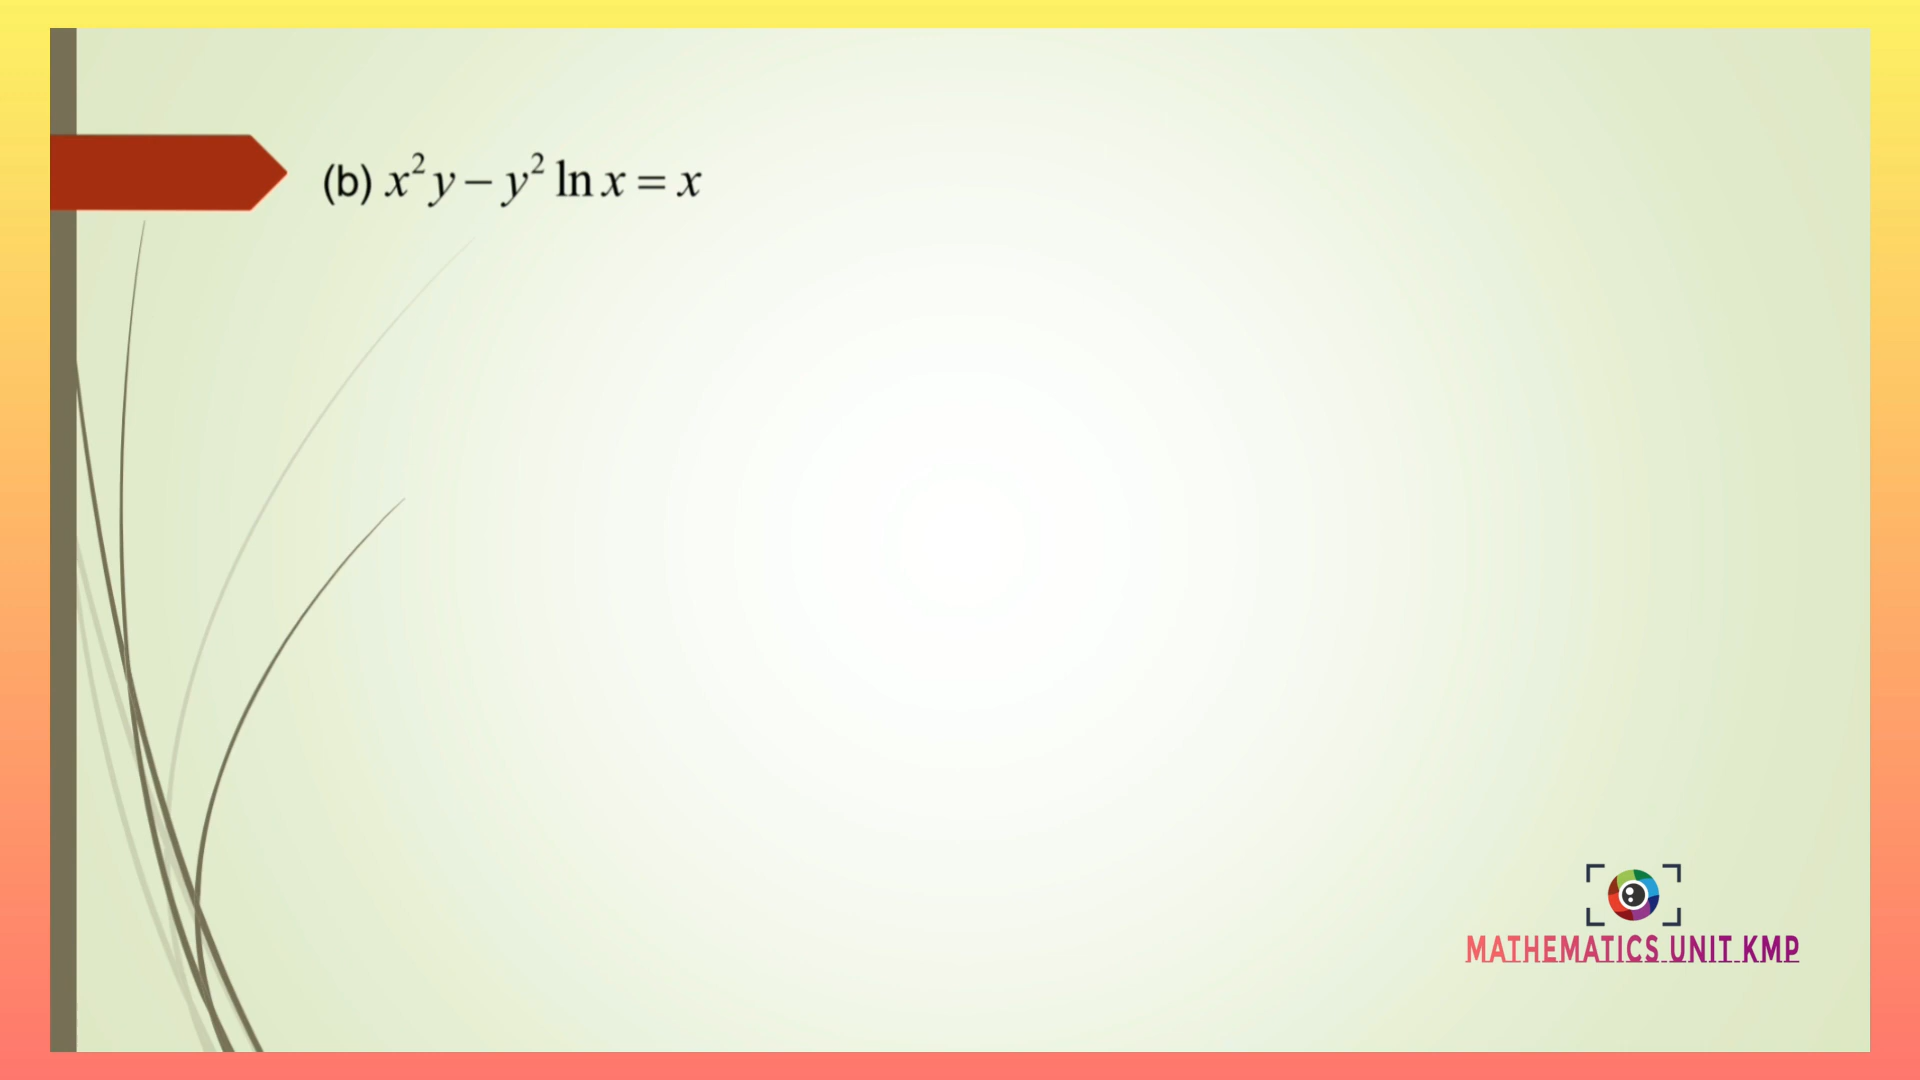 (b) x²y – y² ln x = x
MATHEMATICS UNIT KMP